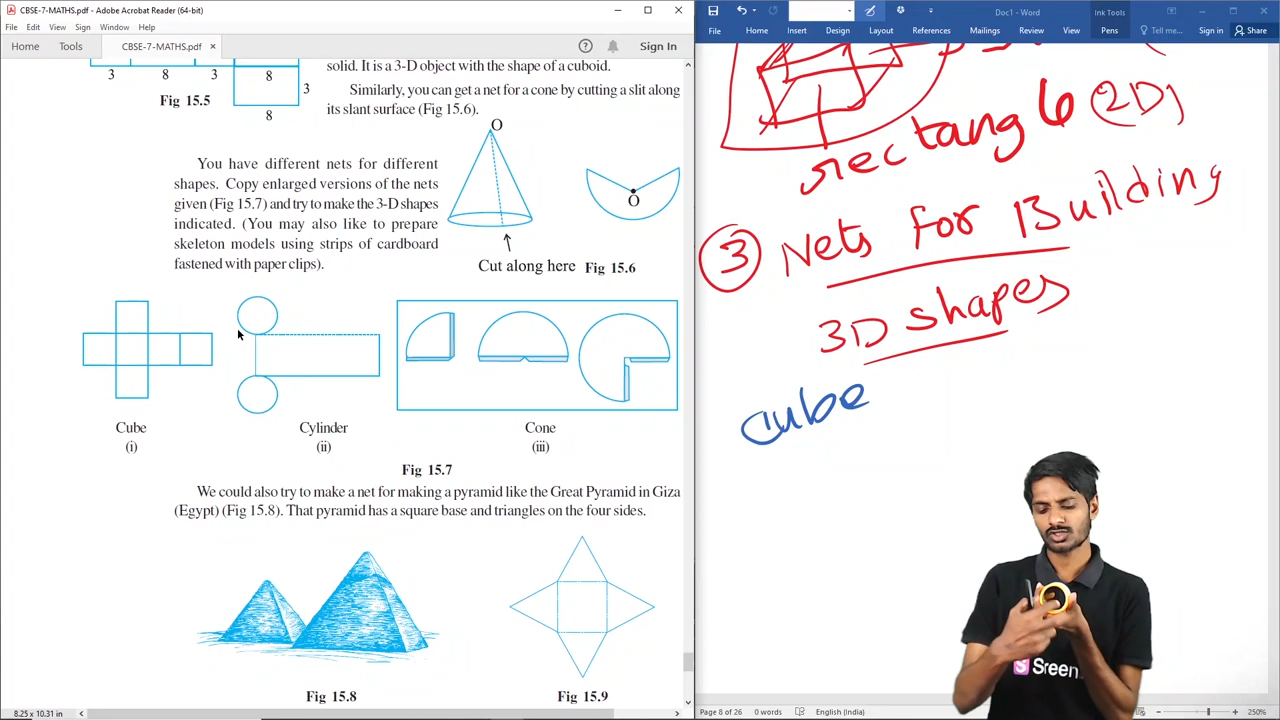 CBSE-7-MATHS.pdf - Adobe Acrobat Reader (64-bit)
File Edit View Sign Window Help
Home Tools CBSE-7-MATHS.pdf × Sign In
3 8 3 8
3
8
Fig 15.5
solid. It is a 3-D object with the shape of a cuboid.
Similarly, you can get a net for a cone by cutting a slit along
its slant surface (Fig 15.6).
You have different nets for different
shapes. Copy enlarged versions of the nets
given (Fig 15.7) and try to make the 3-D shapes
indicated. (You may also like to prepare
skeleton models using strips of cardboard
fastened with paper clips).
O
O
Cut along here Fig 15.6
Cube Cylinder Cone
(i) (ii) (iii)
Fig 15.7
We could also try to make a net for making a pyramid like the Great Pyramid in Giza
(Egypt) (Fig 15.8). That pyramid has a square base and triangles on the four sides.
Fig 15.8 Fig 15.9
8.25 x 10.31 in
Doc1 - Word Ink Tools
File Home Insert Design Layout References Mailings Review View Pens Tell me... Sign in Share
rectang 6 (2D)
3 Nets for Building
3D shapes
cube
Sreen
Page 8 of 26 0 words English (India) 250%